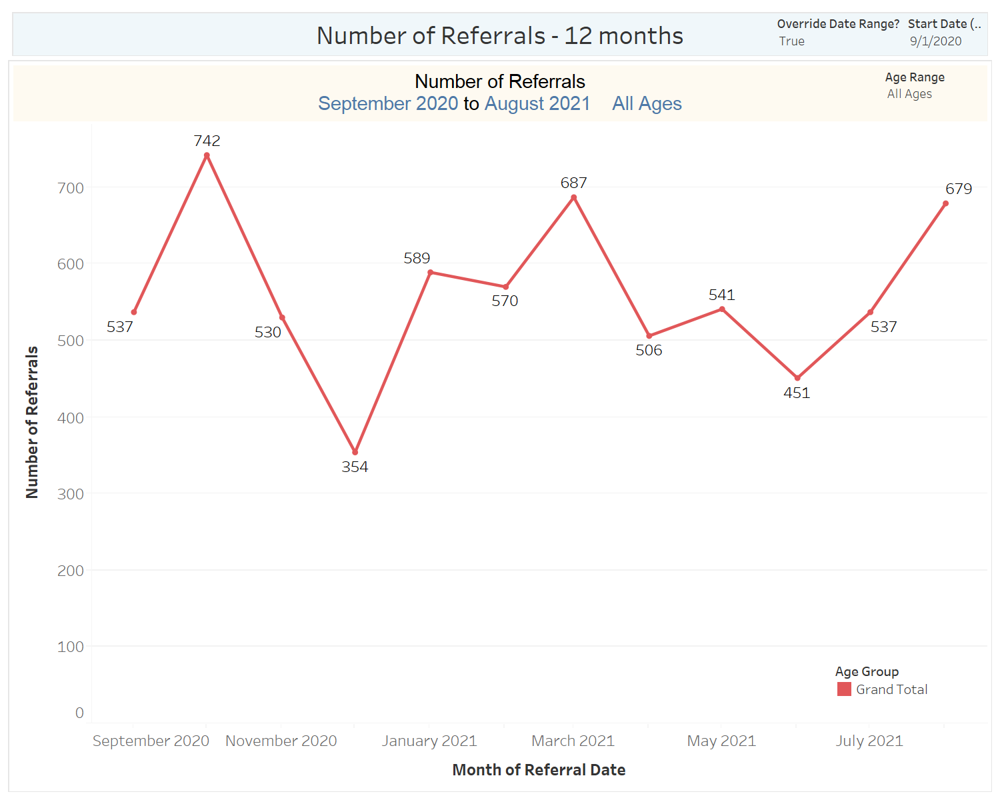 Number of Referrals - 12 months
Override Date Range?
True
Start Date (..
9/1/2020
Number of Referrals
September 2020 to August 2021 All Ages
Age Range
All Ages
Number of Referrals
700
600
500
400
300
200
100
0
537
742
530
354
589
570
687
506
541
451
537
679
Age Group
Grand Total
September 2020
November 2020
January 2021
March 2021
May 2021
July 2021
Month of Referral Date